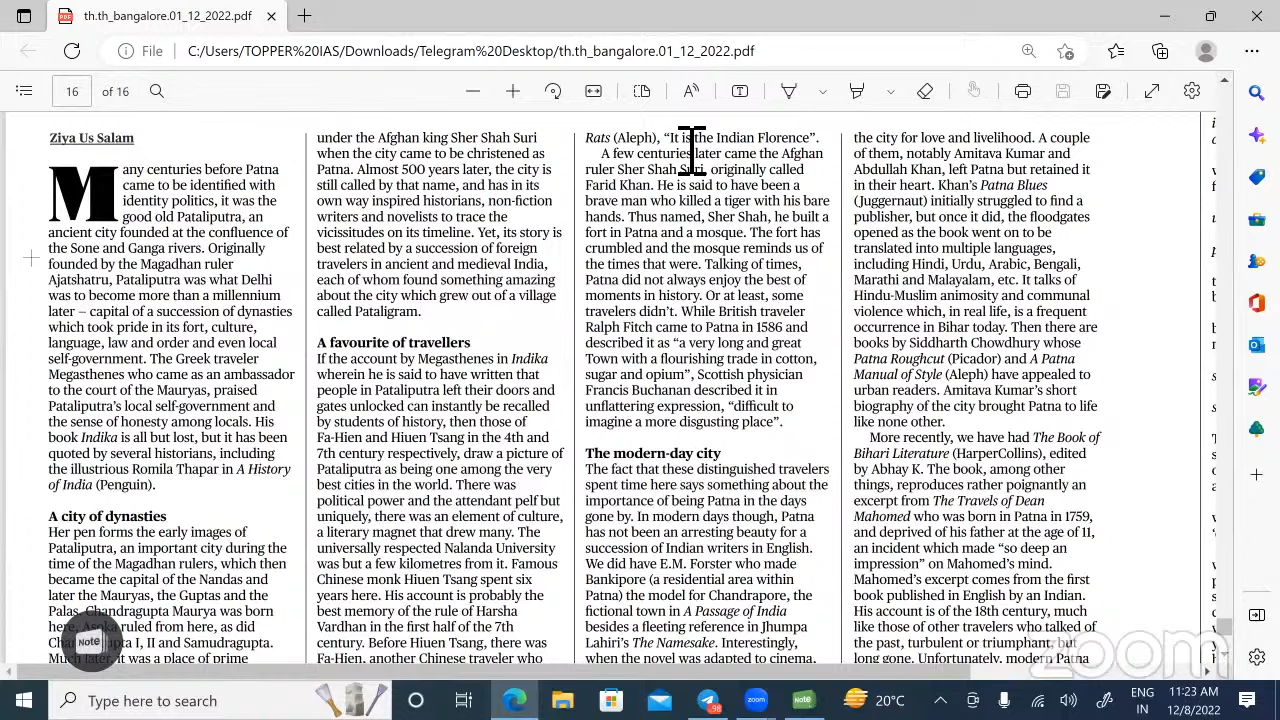 th.th_bangalore.01_12_2022.pdf
File
C:/Users/TOPPER%20IAS/Downloads/Telegram%20Desktop/th.th_bangalore.01_12_2022.pdf
16 of 16
Ziya Us Salam
Many centuries before Patna
came to be identified with
identity politics, it was the
good old Pataliputra, an
ancient city founded at the confluence of
the Sone and Ganga rivers. Originally
founded by the Magadhan ruler
Ajatshatru, Pataliputra was what Delhi
was to become more than a millennium
later — capital of a succession of dynasties
which took pride in its fort, culture,
language, law and order and even local
self-government. The Greek traveler
Megasthenes who came as an ambassador
to the court of the Mauryas, praised
Pataliputra's local self-government and
the sense of honesty among locals. His
book Indika is all but lost, but it has been
quoted by several historians, including
the illustrious Romila Thapar in A History
of India (Penguin).
A city of dynasties
Her pen forms the early images of
Pataliputra, an important city during the
time of the Magadhan rulers, which then
became the capital of the Nandas and
later the Mauryas, the Guptas and the
Palas. Chandragupta Maurya was born
here. Asoka ruled from here, as did
Chandragupta I, II and Samudragupta.
Much later, it was a place of prime
under the Afghan king Sher Shah Suri
when the city came to be christened as
Patna. Almost 500 years later, the city is
still called by that name, and has in its
own way inspired historians, non-fiction
writers and novelists to trace the
vicissitudes on its timeline. Yet, its story is
best related by a succession of foreign
travelers in ancient and medieval India,
each of whom found something amazing
about the city which grew out of a village
called Pataligram.
A favourite of travellers
If the account by Megasthenes in Indika
wherein he is said to have written that
people in Pataliputra left their doors and
gates unlocked can instantly be recalled
by students of history, then those of
Fa-Hien and Hiuen Tsang in the 4th and
7th century respectively, draw a picture of
Pataliputra as being one among the very
best cities in the world. There was
political power and the attendant pelf but
uniquely, there was an element of culture,
a literary magnet that drew many. The
universally respected Nalanda University
was but a few kilometres from it. Famous
Chinese monk Hiuen Tsang spent six
years here. His account is probably the
best memory of the rule of Harsha
Vardhan in the first half of the 7th
century. Before Hiuen Tsang, there was
Fa-Hien, another Chinese traveler who
Rats (Aleph), “It is the Indian Florence”.
A few centuries later came the Afghan
ruler Sher Shah Suri, originally called
Farid Khan. He is said to have been a
brave man who killed a tiger with his bare
hands. Thus named, Sher Shah, he built a
fort in Patna and a mosque. The fort has
crumbled and the mosque reminds us of
the times that were. Talking of times,
Patna did not always enjoy the best of
moments in history. Or at least, some
travelers didn't. While British traveler
Ralph Fitch came to Patna in 1586 and
described it as “a very long and great
Town with a flourishing trade in cotton,
sugar and opium”, Scottish physician
Francis Buchanan described it in
unflattering expression, “difficult to
imagine a more disgusting place”.
The modern-day city
The fact that these distinguished travelers
spent time here says something about the
importance of being Patna in the days
gone by. In modern days though, Patna
has not been an arresting beauty for a
succession of Indian writers in English.
We did have E.M. Forster who made
Bankipore (a residential area within
Patna) the model for Chandrapore, the
fictional town in A Passage of India
besides a fleeting reference in Jhumpa
Lahiri's The Namesake. Interestingly,
when the novel was adapted to cinema,
the city for love and livelihood. A couple
of them, notably Amitava Kumar and
Abdullah Khan, left Patna but retained it
in their heart. Khan's Patna Blues
(Juggernaut) initially struggled to find a
publisher, but once it did, the floodgates
opened as the book went on to be
translated into multiple languages,
including Hindi, Urdu, Arabic, Bengali,
Marathi and Malayalam, etc. It talks of
Hindu-Muslim animosity and communal
violence which, in real life, is a frequent
occurrence in Bihar today. Then there are
books by Siddharth Chowdhury whose
Patna Roughcut (Picador) and A Patna
Manual of Style (Aleph) have appealed to
urban readers. Amitava Kumar's short
biography of the city brought Patna to life
like none other.
More recently, we have had The Book of
Bihari Literature (HarperCollins), edited
by Abhay K. The book, among other
things, reproduces rather poignantly an
excerpt from The Travels of Dean
Mahomed who was born in Patna in 1759,
and deprived of his father at the age of 11,
an incident which made “so deep an
impression” on Mahomed's mind.
Mahomed's excerpt comes from the first
book published in English by an Indian.
His account is of the 18th century, much
like those of other travelers who talked of
the past, turbulent or triumphant, but
long gone. Unfortunately, modern Patna
Note
zoom
Type here to search
98
zoom
Note
20°C
ENG
IN
11:23 AM
12/8/2022